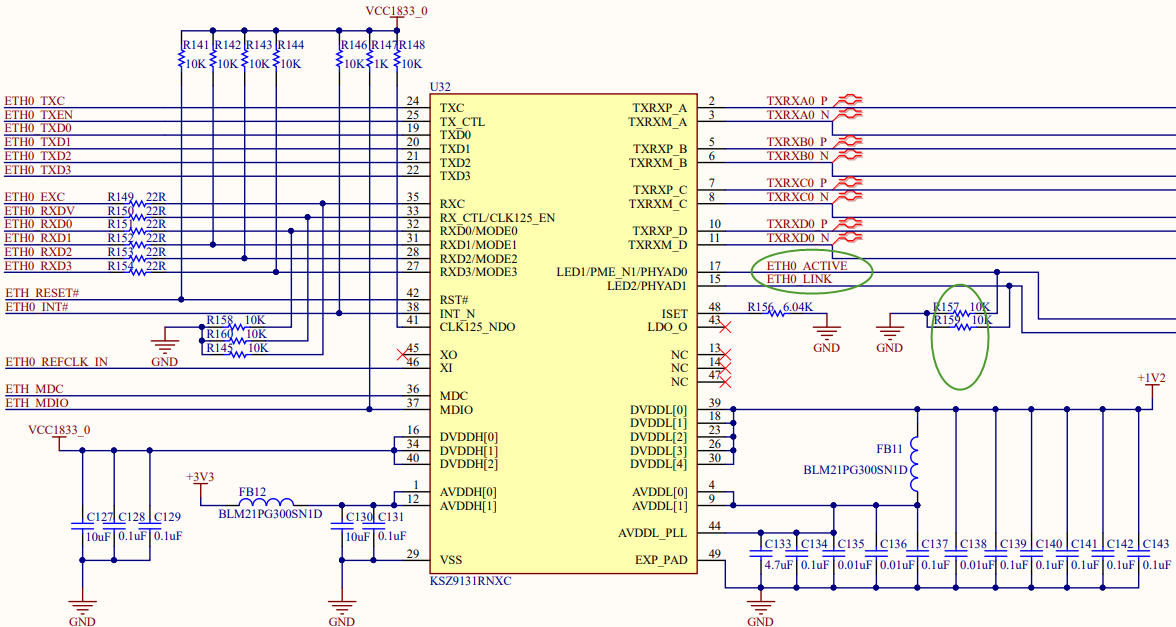 VCC1833_0
R141 R142 R143 R144 R146 R147 R148
10K 10K 10K 10K 10K 1K 10K
U32
ETH0_TXC 24 TXC TXRXP_A 2 TXRXA0_P
ETH0_TXEN 25 TX_CTL TXRXM_A 3 TXRXA0_N
ETH0_TXD0 19 TXD0
ETH0_TXD1 20 TXD1 TXRXP_B 5 TXRXB0_P
ETH0_TXD2 21 TXD2 TXRXM_B 6 TXRXB0_N
ETH0_TXD3 22 TXD3
TXRXP_C 7 TXRXC0_P
ETH0_EXC R149 22R 35 RXC TXRXM_C 8 TXRXC0_N
ETH0_RXDV R150 22R 33 RX_CTL/CLK125_EN
ETH0_RXD0 R151 22R 32 RXD0/MODE0 TXRXP_D 10 TXRXD0_P
ETH0_RXD1 R152 22R 31 RXD1/MODE1 TXRXM_D 11 TXRXD0_N
ETH0_RXD2 R153 22R 28 RXD2/MODE2
ETH0_RXD3 R154 22R 27 RXD3/MODE3 LED1/PME_N1/PHYAD0 17 ETH0_ACTIVE
LED2/PHYAD1 15 ETH0_LINK
ETH_RESET# 42 RST#
ETH0_INT# 38 INT_N ISET 48 R156 6.04K R157 10K
R158 10K 41 CLK125_NDO LDO_O 43 R159 10K
R160 10K
GND GND GND
R145 10K 45 XO NC 13
ETH0_REFCLK_IN 46 XI NC 14
NC 47
+1V2
ETH_MDC 36 MDC
ETH_MDIO 37 MDIO DVDDL[0] 39
DVDDL[1] 18
VCC1833_0 16 DVDDH[0] DVDDL[2] 23
34 DVDDH[1] DVDDL[3] 26 FB11
40 DVDDH[2] DVDDL[4] 30 BLM21PG300SN1D
+3V3
FB12 1 AVDDH[0] AVDDL[0] 4
BLM21PG300SN1D 12 AVDDH[1] AVDDL[1] 9
C127 C128 C129 C130 C131
10uF 0.1uF 0.1uF 10uF 0.1uF
AVDDL_PLL 44
C133 C134 C135 C136 C137 C138 C139 C140 C141 C142 C143
29 VSS EXP_PAD 49
4.7uF 0.1uF 0.01uF 0.01uF 0.1uF 0.01uF 0.1uF 0.1uF 0.1uF 0.1uF 0.1uF
KSZ9131RNXC
GND GND GND